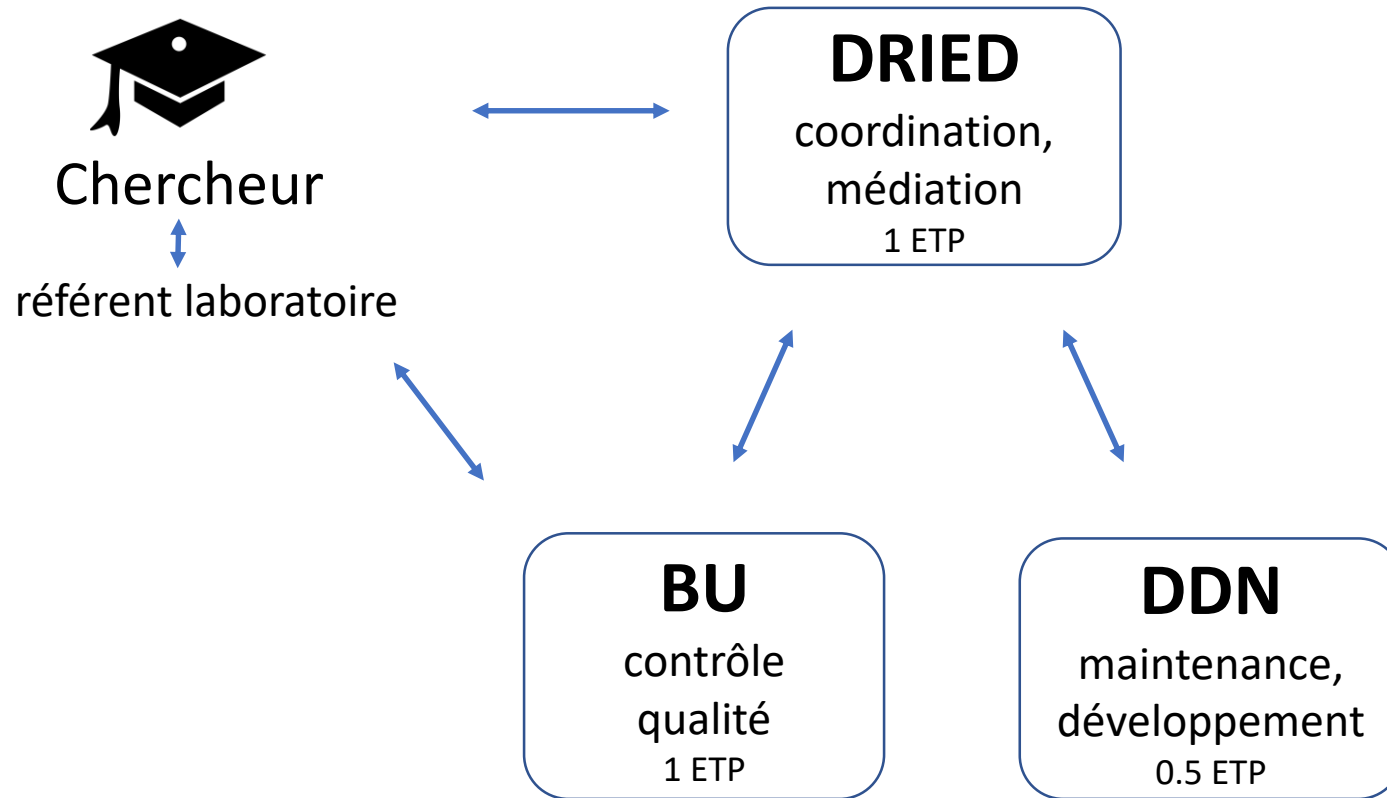 Chercheur
référent laboratoire
DRIED
coordination,
médiation
1 ETP
BU
contrôle
qualité
1 ETP
DDN
maintenance,
développement
0.5 ETP